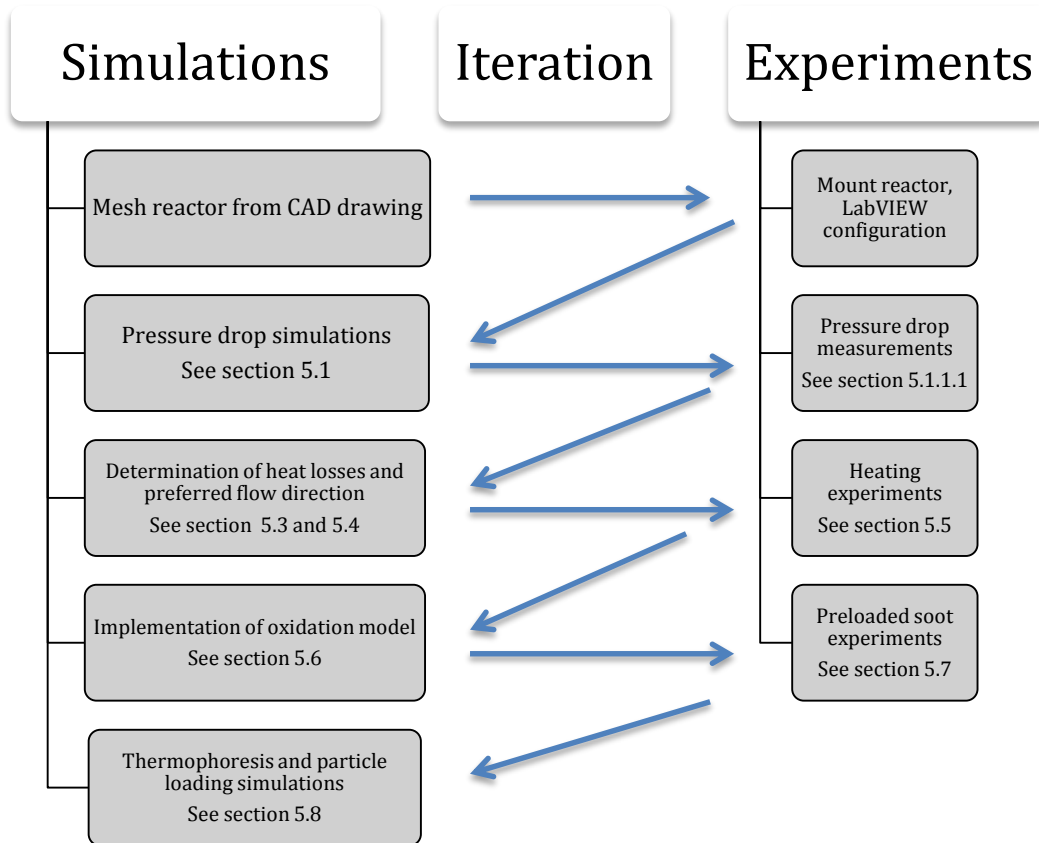 Simulations
Iteration
Experiments
Mesh reactor from CAD drawing
Mount reactor,
LabVIEW
configuration
Pressure drop simulations
See section 5.1
Pressure drop
measurements
See section 5.1.1.1
Determination of heat losses and
preferred flow direction
See section 5.3 and 5.4
Heating
experiments
See section 5.5
Implementation of oxidation model
See section 5.6
Preloaded soot
experiments
See section 5.7
Thermophoresis and particle
loading simulations
See section 5.8